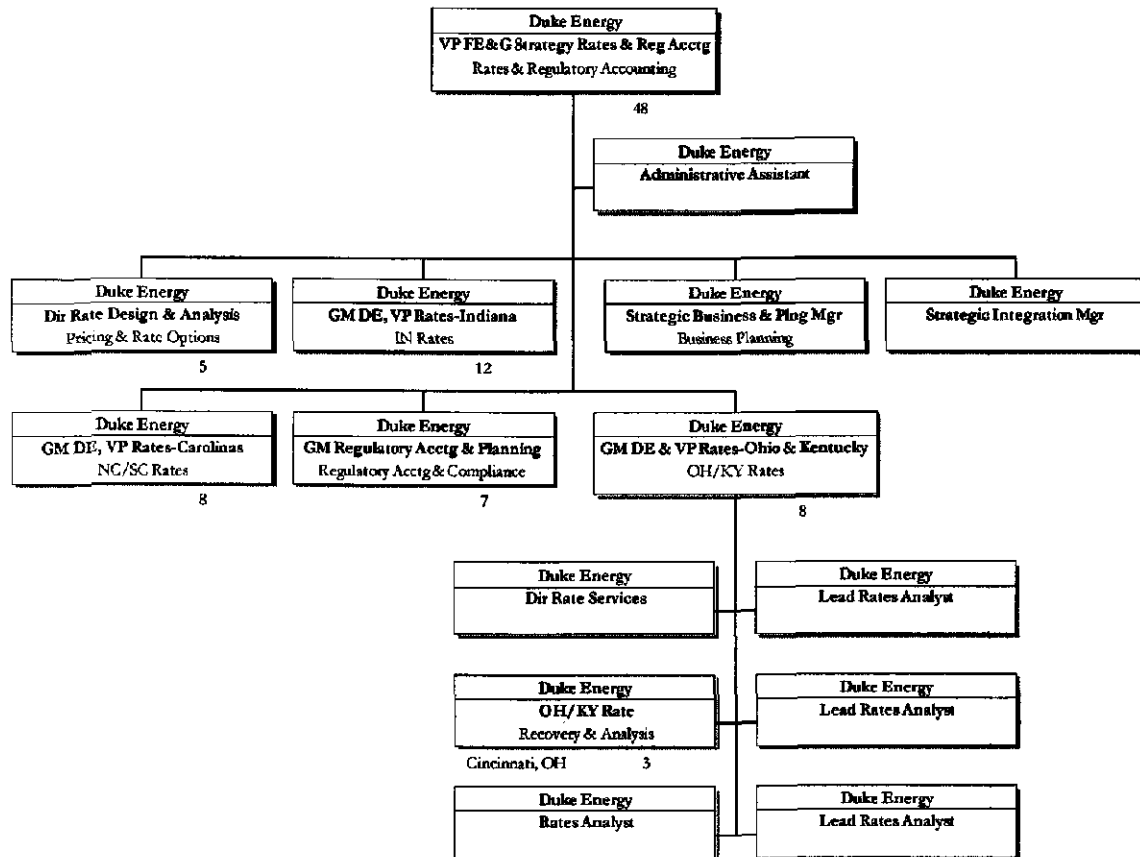 Duke Energy
VP FE&G Strategy Rates & Reg Acctg
Rates & Regulatory Accounting
48
Duke Energy
Administrative Assistant
Duke Energy
Dir Rate Design & Analysis
Pricing & Rate Options
5
Duke Energy
GM DE, VP Rates-Indiana
IN Rates
12
Duke Energy
Strategic Business & Plng Mgr
Business Planning
Duke Energy
Strategic Integration Mgr
Duke Energy
GM DE, VP Rates-Carolinas
NC/SC Rates
8
Duke Energy
GM Regulatory Acctg & Planning
Regulatory Acctg & Compliance
7
Duke Energy
GM DE & VP Rates-Ohio & Kentucky
OH/KY Rates
8
Duke Energy
Dir Rate Services
Duke Energy
Lead Rates Analyst
Duke Energy
OH/KY Rate
Recovery & Analysis
Cincinnati, OH 3
Duke Energy
Lead Rates Analyst
Duke Energy
Rates Analyst
Duke Energy
Lead Rates Analyst